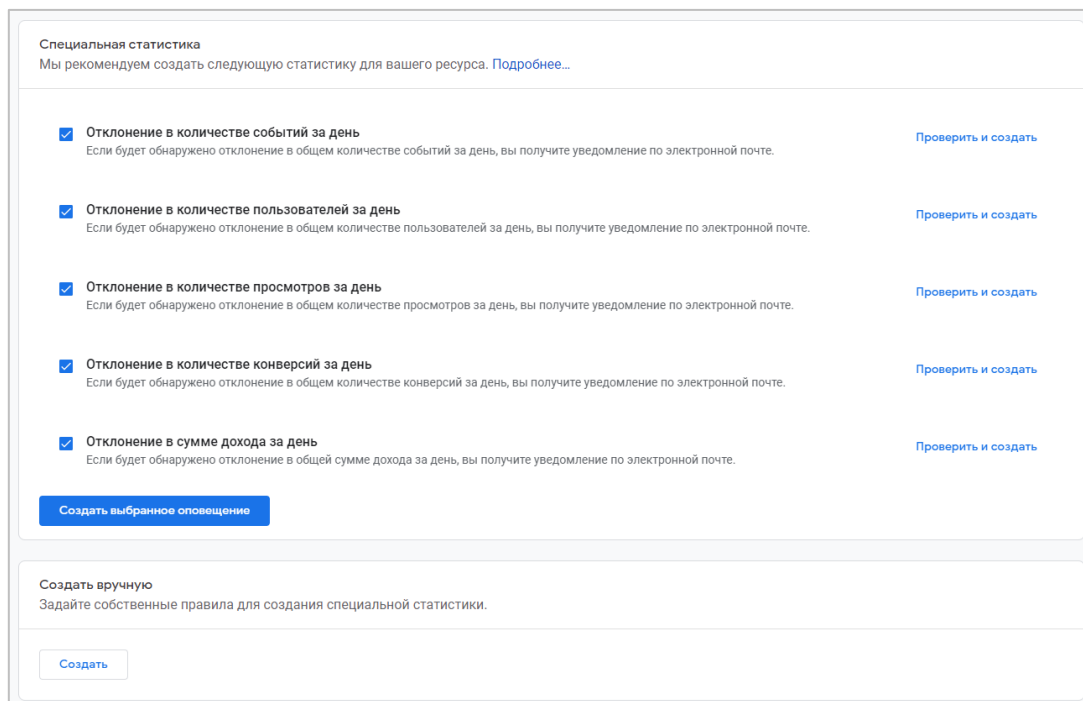 Специальная статистика
Мы рекомендуем создать следующую статистику для вашего ресурса. Подробнее…
Отклонение в количестве событий за день
Проверить и создать
Если будет обнаружено отклонение в общем количестве событий за день, вы получите уведомление по электронной почте.
Отклонение в количестве пользователей за день
Проверить и создать
Если будет обнаружено отклонение в общем количестве пользователей за день, вы получите уведомление по электронной почте.
Отклонение в количестве просмотров за день
Проверить и создать
Если будет обнаружено отклонение в общем количестве просмотров за день, вы получите уведомление по электронной почте.
Отклонение в количестве конверсий за день
Проверить и создать
Если будет обнаружено отклонение в общем количестве конверсий за день, вы получите уведомление по электронной почте.
Отклонение в сумме дохода за день
Проверить и создать
Если будет обнаружено отклонение в общей сумме дохода за день, вы получите уведомление по электронной почте.
Создать выбранное оповещение
Создать вручную
Задайте собственные правила для создания специальной статистики.
Создать